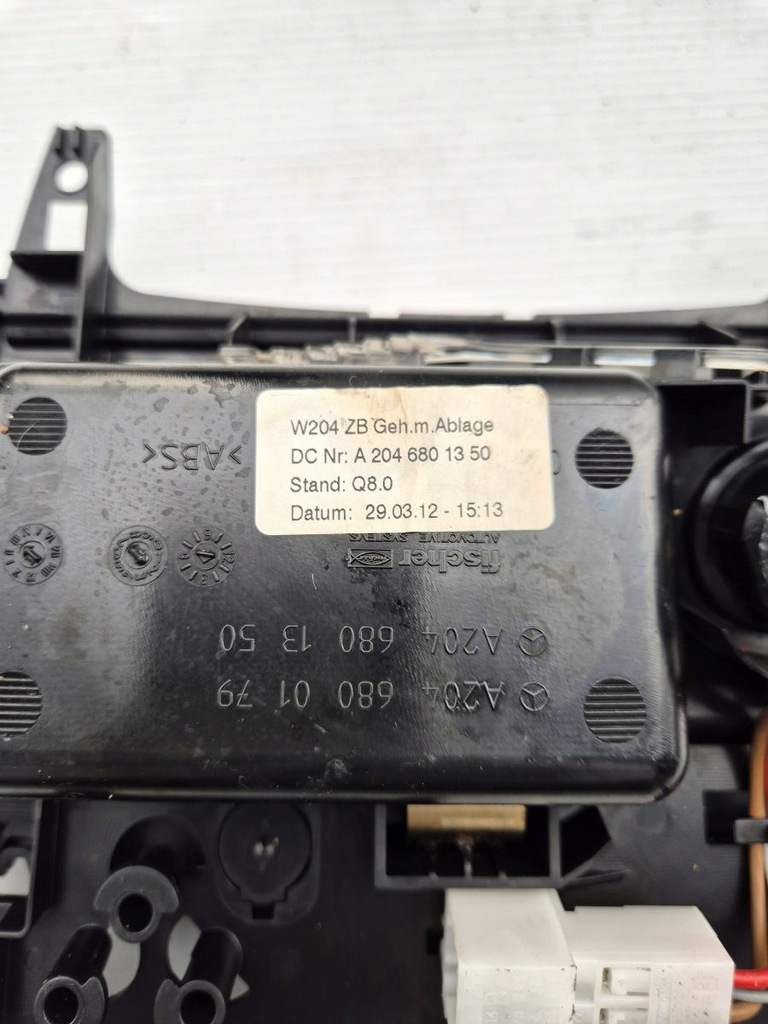 W204 ZB Geh.m.Ablage
DC Nr: A 204 680 13 50
Stand: Q8.0
Datum: 29.03.12 - 15:13
>ABS<
fischer
AUTOMOTIVE SYSTEMS
A204 680 13 50
A204 680 01 79